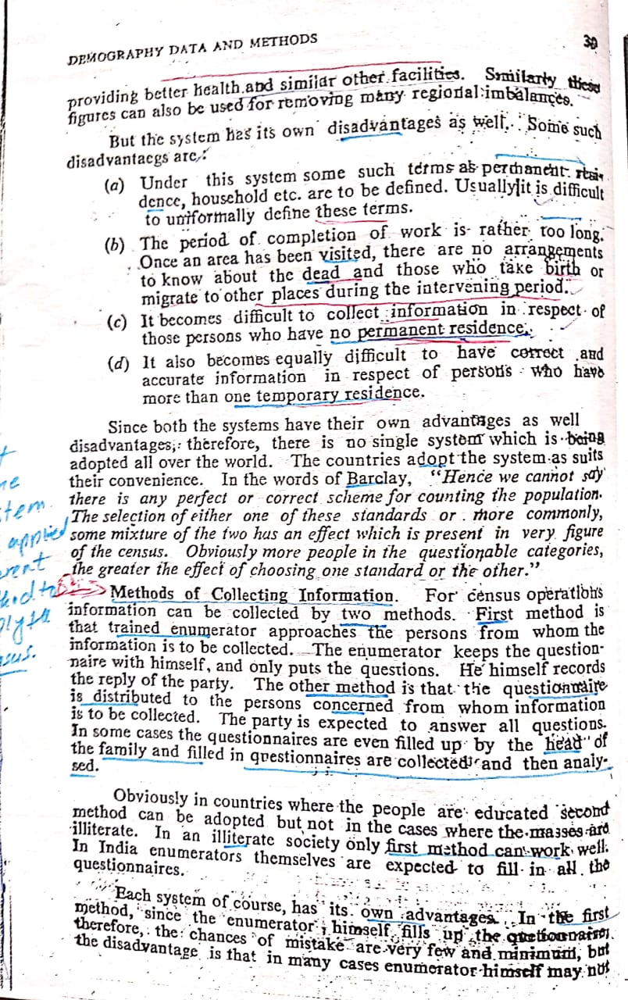 DEMOGRAPHY DATA AND METHODS
39
providing better health and similar other facilities. Similarly these
figures can also be used for removing many regional imbalances.
But the system has its own disadvantages as well. Some such
disadvantaegs are :
(a) Under this system some such terms as permanent resi-
dence, household etc. are to be defined. Usually it is difficult
to uniformally define these terms.
(b) The period of completion of work is rather too long.
Once an area has been visited, there are no arrangements
to know about the dead and those who take birth or
migrate to other places during the intervening period.
(c) It becomes difficult to collect information in respect of
those persons who have no permanent residence.
(d) It also becomes equally difficult to have correct and
accurate information in respect of persons who have
more than one temporary residence.
Since both the systems have their own advantages as well
disadvantages; therefore, there is no single system which is being
adopted all over the world. The countries adopt the system as suits
their convenience. In the words of Barclay, "Hence we cannot say
there is any perfect or correct scheme for counting the population.
The selection of either one of these standards or more commonly,
some mixture of the two has an effect which is present in very figure
of the census. Obviously more people in the questionable categories,
the greater the effect of choosing one standard or the other."
applied
Methods of Collecting Information. For census operations
information can be collected by two methods. First method is
that trained enumerator approaches the persons from whom the
information is to be collected. The enumerator keeps the question-
naire with himself, and only puts the questions. He himself records
the reply of the party. The other method is that the questionnaire
is distributed to the persons concerned from whom information
is to be collected. The party is expected to answer all questions.
In some cases the questionnaires are even filled up by the head of
the family and filled in qrestionnaires are collected and then analy-
sed.
Obviously in countries where the people are educated second
method can be adopted but not in the cases where the masses are
illiterate. In an illiterate society only first method can work well.
In India enumerators themselves are expected to fill in all the
questionnaires.
Each system of course, has its own advantages. In the first
method, since the enumerator himself fills up the questionnaires,
therefore, the chances of mistake are very few and minimum, but
the disadvantage is that in many cases enumerator himself may not